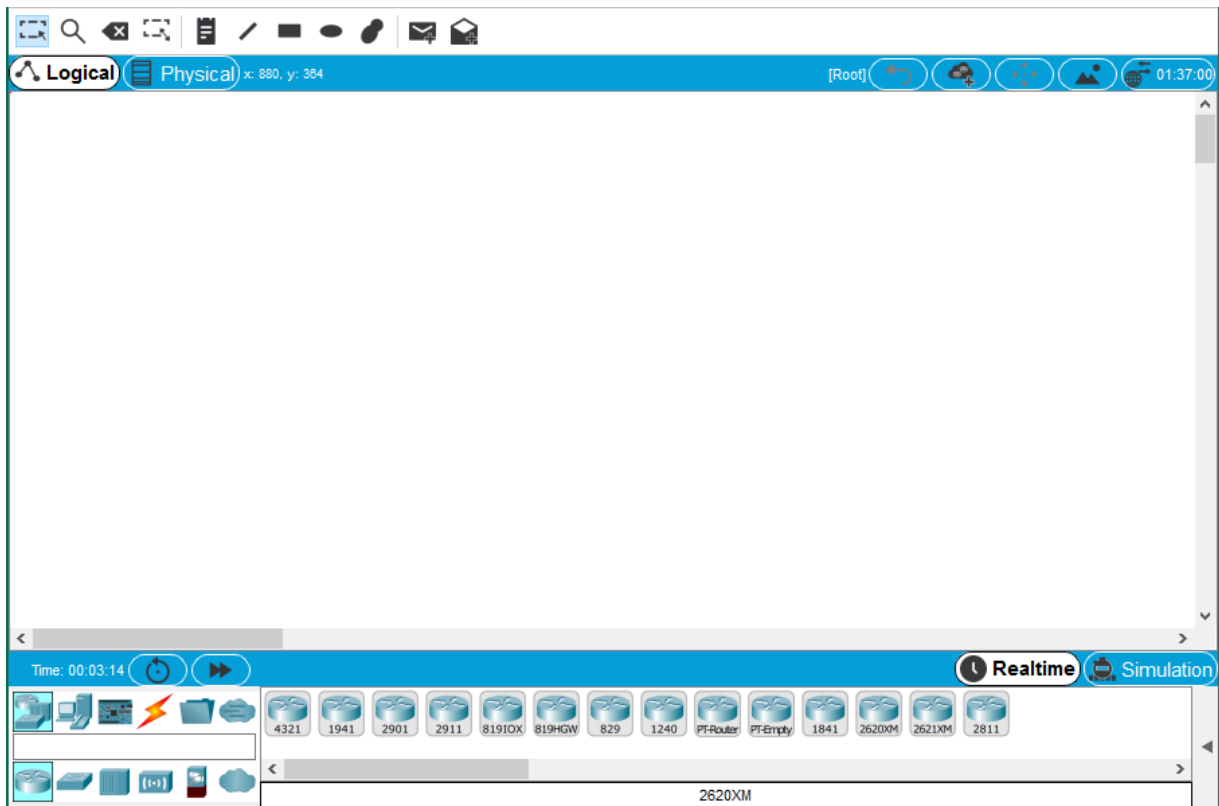 Logical Physical x: 880, y: 364 [Root] 01:37:00
Time: 00:03:14 Realtime Simulation
4321 1941 2901 2911 819IOX 819HGW 829 1240 PT-Router PT-Empty 1841 2620XM 2621XM 2811
2620XM